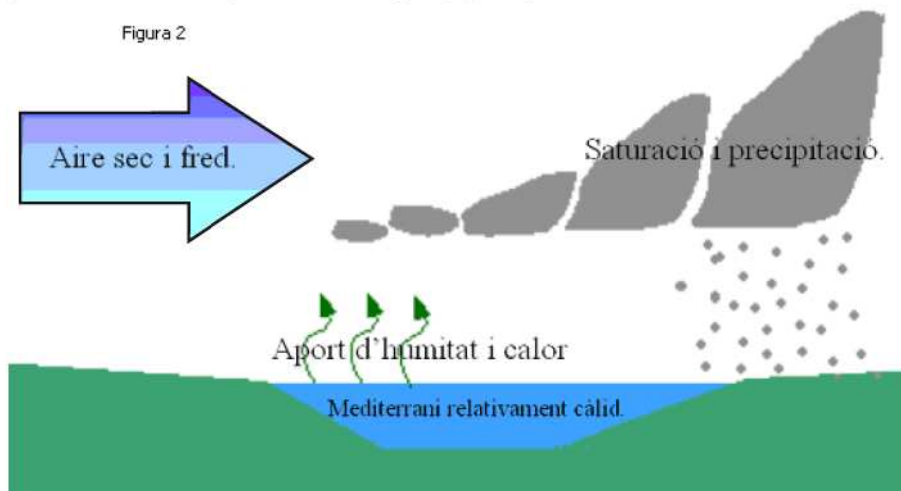 Figura 2
Aire sec i fred.
Saturació i precipitació.
Aport d'humitat i calor
Mediterrani relativament càlid.